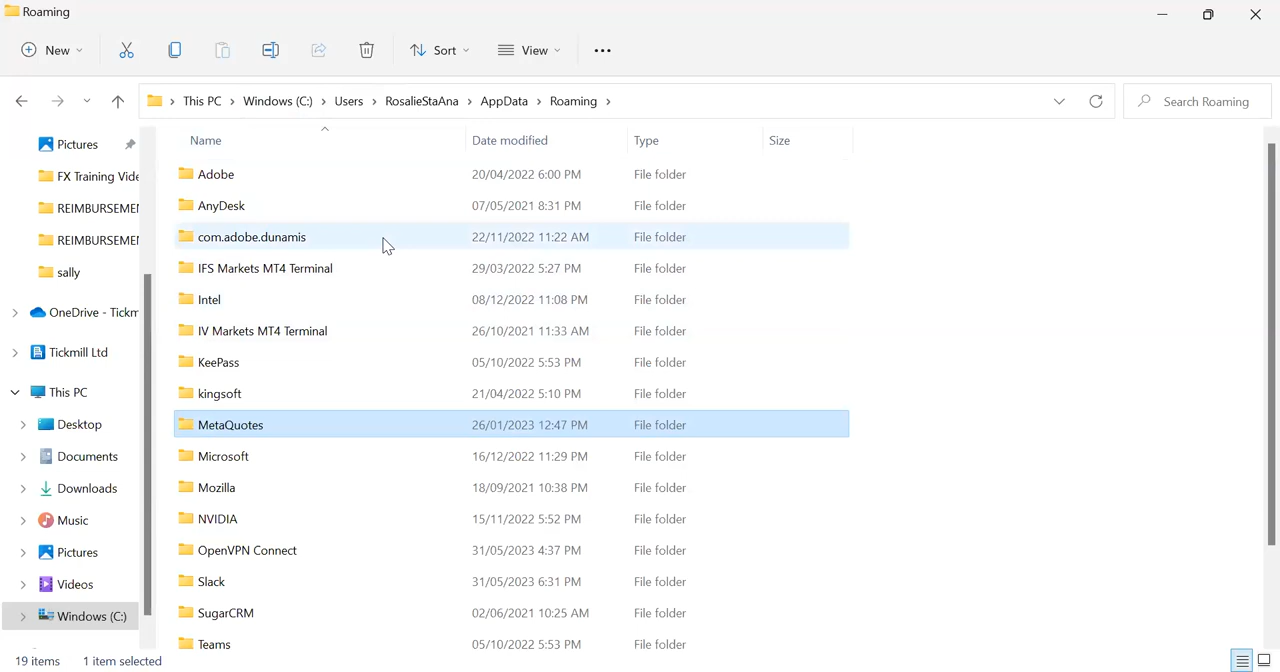 Roaming
New
Sort
View
This PC
Windows (C:)
Users
RosalieStaAna
AppData
Roaming
Search Roaming
Pictures
FX Training Vide
REIMBURSEMEN
REIMBURSEMEN
sally
OneDrive - Tickm
Tickmill Ltd
This PC
Desktop
Documents
Downloads
Music
Pictures
Videos
Windows (C:)
Name Date modified Type Size
Adobe 20/04/2022 6:00 PM File folder
AnyDesk 07/05/2021 8:31 PM File folder
com.adobe.dunamis 22/11/2022 11:22 AM File folder
IFS Markets MT4 Terminal 29/03/2022 5:27 PM File folder
Intel 08/12/2022 11:08 PM File folder
IV Markets MT4 Terminal 26/10/2021 11:33 AM File folder
KeePass 05/10/2022 5:53 PM File folder
kingsoft 21/04/2022 5:10 PM File folder
MetaQuotes 26/01/2023 12:47 PM File folder
Microsoft 16/12/2022 11:29 PM File folder
Mozilla 18/09/2021 10:38 PM File folder
NVIDIA 15/11/2022 5:52 PM File folder
OpenVPN Connect 31/05/2023 4:37 PM File folder
Slack 31/05/2023 6:31 PM File folder
SugarCRM 02/06/2021 10:25 AM File folder
Teams 05/10/2022 5:53 PM File folder
19 items 1 item selected